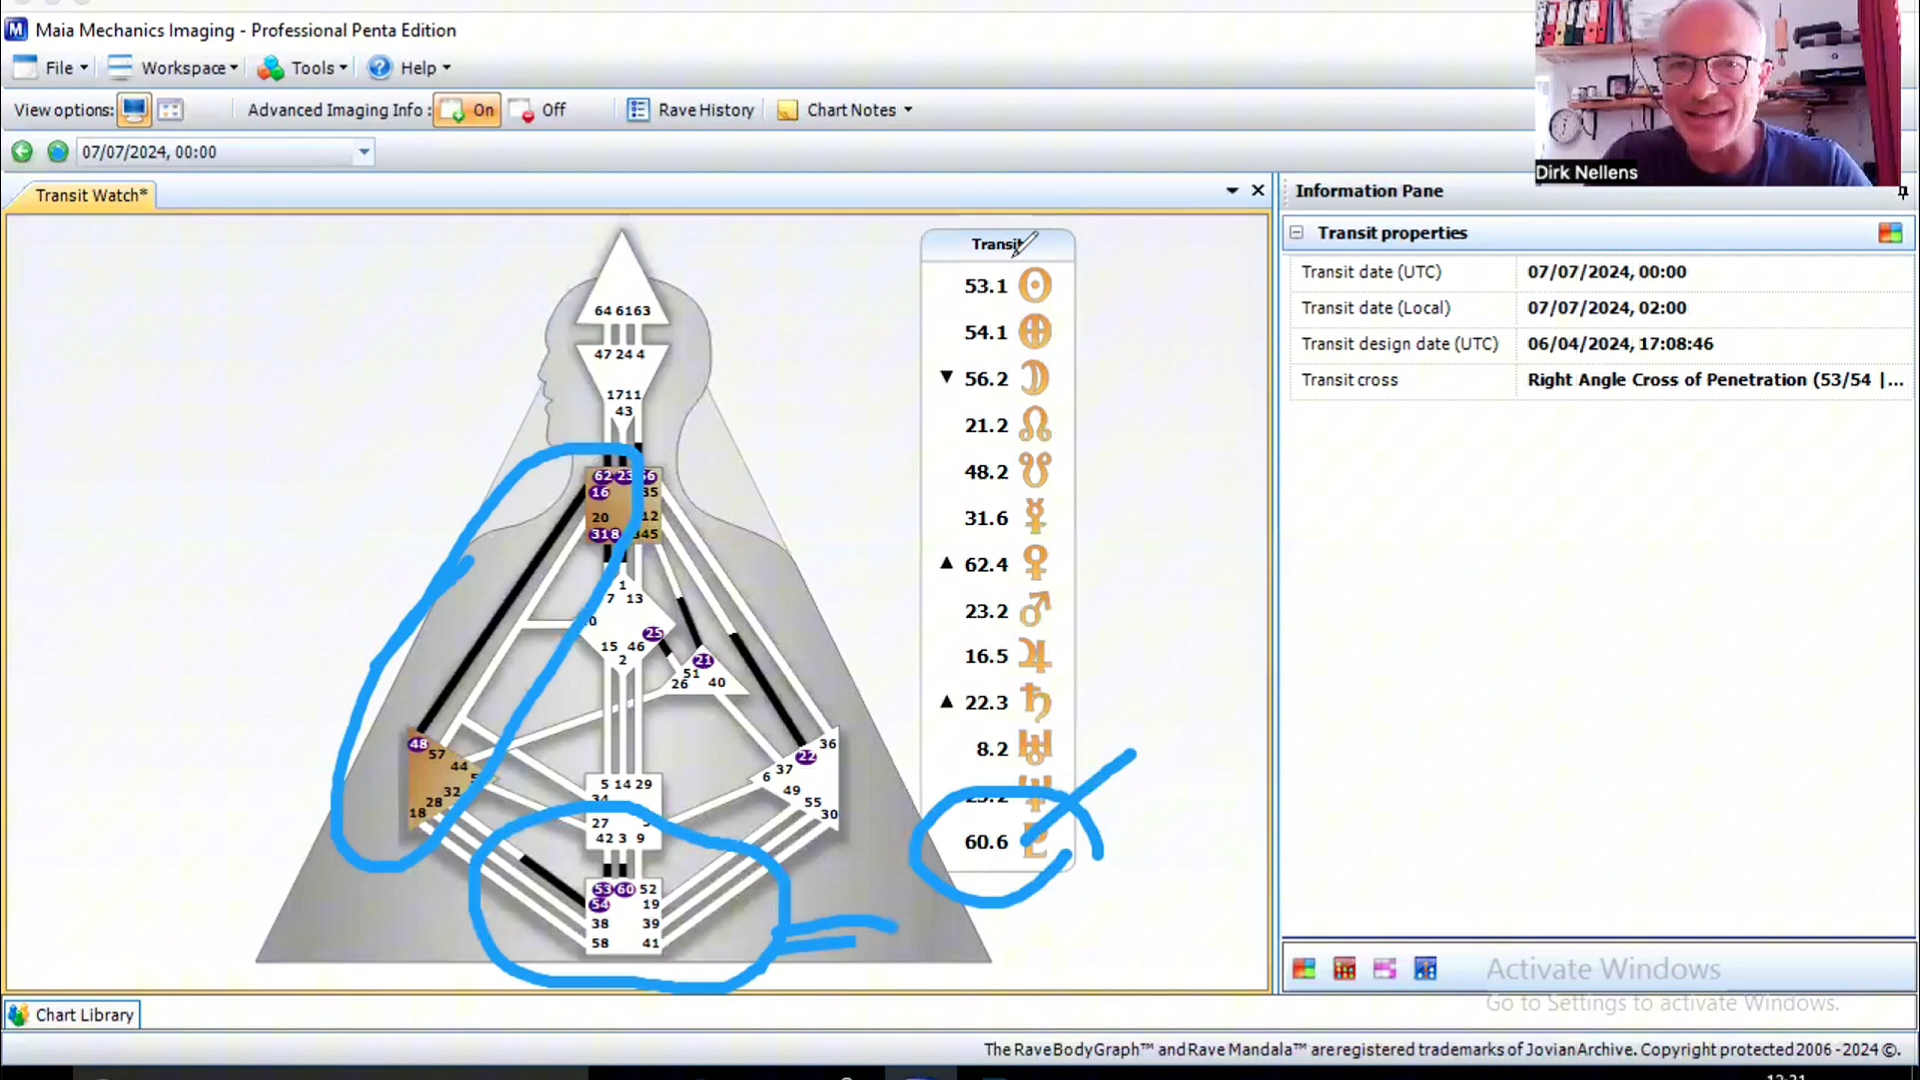 Maia Mechanics Imaging - Professional Penta Edition
File Workspace Tools Help
View options: Advanced Imaging Info : On Off Rave History Chart Notes
07/07/2024, 00:00
Dirk Nellens
Transit Watch*
Information Pane
Transit properties
Transit date (UTC) 07/07/2024, 00:00
Transit date (Local) 07/07/2024, 02:00
Transit design date (UTC) 06/04/2024, 17:08:46
Transit cross Right Angle Cross of Penetration (53/54 |...
Transit
53.1
54.1
56.2
21.2
48.2
31.6
62.4
23.2
16.5
22.3
8.2
60.6
64 61 63
47 24 4
17 11
43
62 23 56
16 35
20 12
31 8 45
1
7 13
25
15 46
2
21
51
26 40
48
57
44
32
28
18
36
22
37
6
49
55
30
5 14 29
27
42 3 9
53 60 52
54 19
38 39
58 41
Activate Windows
Go to Settings to activate Windows.
Chart Library
The RaveBodyGraph™ and Rave Mandala™ are registered trademarks of Jovian Archive. Copyright protected 2006 - 2024 ©.